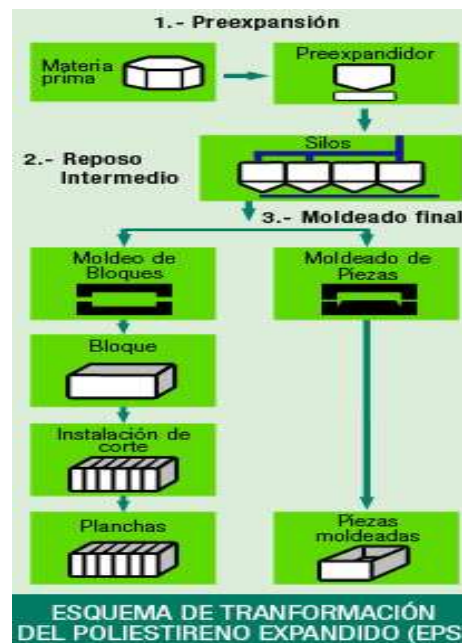 1.- Preexpansión
Materia
prima
Preexpandidor
Silos
2.- Reposo
Intermedio
3.- Moldeado final
Moldeo de
Bloques
Moldeado de
Piezas
Bloque
Instalación de
corte
Planchas
Piezas
moldeadas
ESQUEMA DE TRANFORMACIÓN
DEL POLIESTIRENO EXPANDIDO (EPS